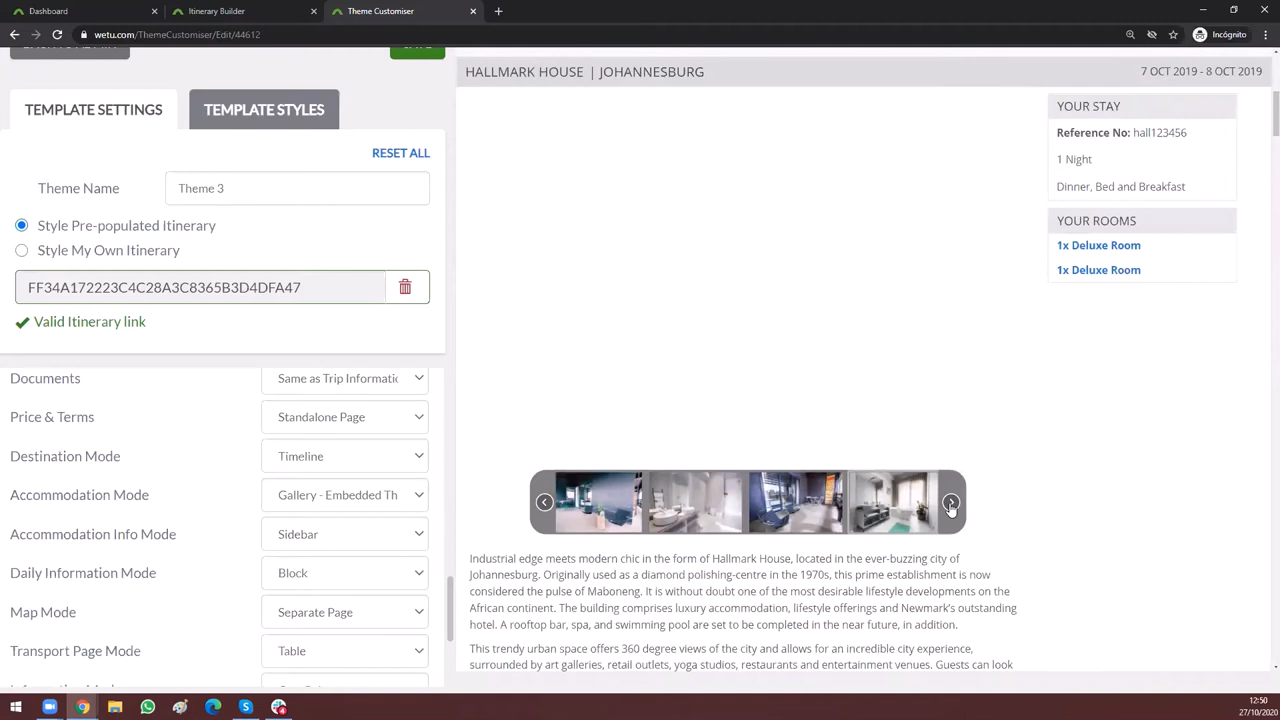 Dashboard
Itinerary Builder
Theme Customiser
wetu.com/ThemeCustomiser/Edit/44612
Incógnito
HALLMARK HOUSE | JOHANNESBURG
7 OCT 2019 - 8 OCT 2019
TEMPLATE SETTINGS
TEMPLATE STYLES
RESET ALL
Theme Name
Theme 3
Style Pre-populated Itinerary
Style My Own Itinerary
FF34A172223C4C28A3C8365B3D4DFA47
Valid Itinerary link
Documents
Same as Trip Informatic
Price & Terms
Standalone Page
Destination Mode
Timeline
Accommodation Mode
Gallery - Embedded Th
Accommodation Info Mode
Sidebar
Daily Information Mode
Block
Map Mode
Separate Page
Transport Page Mode
Table
YOUR STAY
Reference No: hall123456
1 Night
Dinner, Bed and Breakfast
YOUR ROOMS
1x Deluxe Room
1x Deluxe Room
Industrial edge meets modern chic in the form of Hallmark House, located in the ever-buzzing city of
Johannesburg. Originally used as a diamond polishing-centre in the 1970s, this prime establishment is now
considered the pulse of Maboneng. It is without doubt one of the most desirable lifestyle developments on the
African continent. The building comprises luxury accommodation, lifestyle offerings and Newmark's outstanding
hotel. A rooftop bar, spa, and swimming pool are set to be completed in the near future, in addition.
This trendy urban space offers 360 degree views of the city and allows for an incredible city experience,
surrounded by art galleries, retail outlets, yoga studios, restaurants and entertainment venues. Guests can look
12:50
27/10/2020